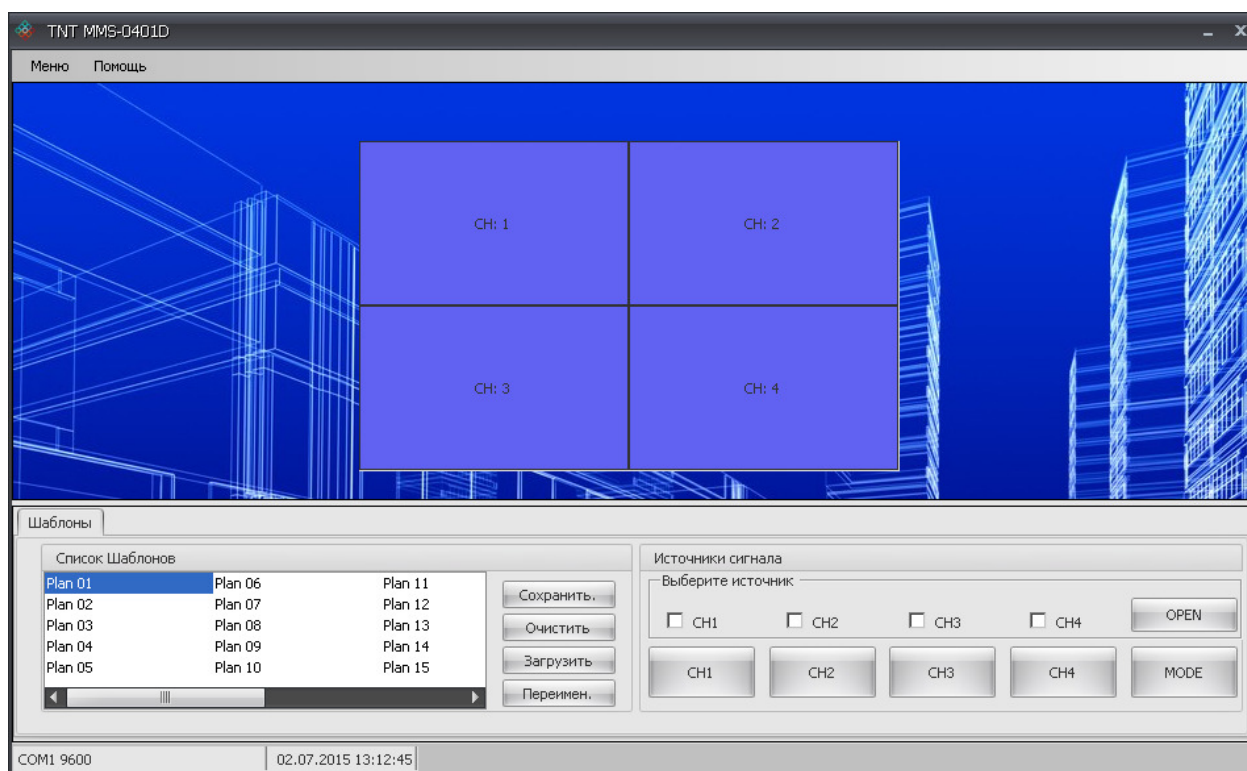 TNT MMS-0401D
Меню Помощь
CH: 1 CH: 2
CH: 3 CH: 4
Шаблоны
Список Шаблонов
Plan 01 Plan 06 Plan 11
Plan 02 Plan 07 Plan 12
Plan 03 Plan 08 Plan 13
Plan 04 Plan 09 Plan 14
Plan 05 Plan 10 Plan 15
Сохранить.
Очистить
Загрузить
Переимен.
Источники сигнала
Выберите источник
CH1 CH2 CH3 CH4 OPEN
CH1 CH2 CH3 CH4 MODE
COM1 9600 02.07.2015 13:12:45